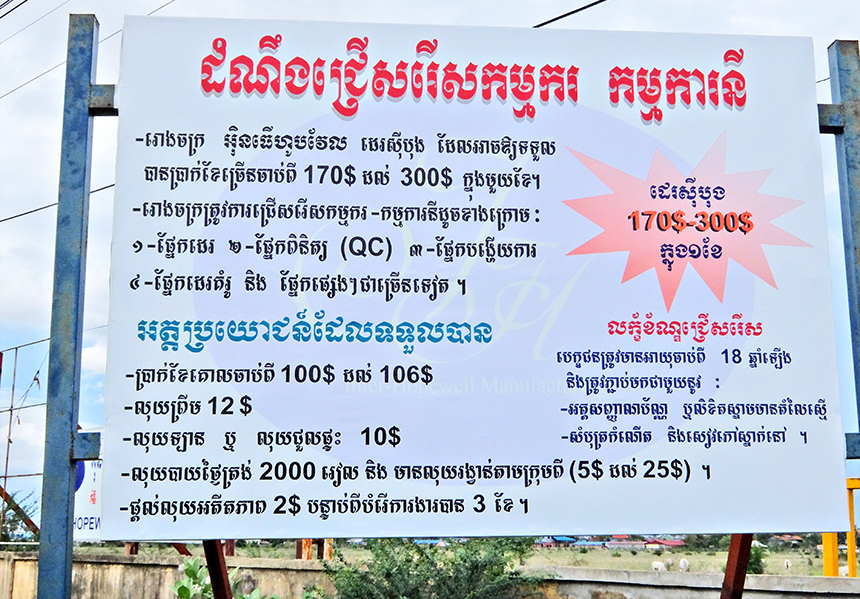 ដំណឹងជ្រើសរើសកម្មករ កម្មការនី
-រោងចក្រ អ៊ិនធើហូបវែល ដេរស៊ីបុង ដែលអាចឱ្យទទួល
បានប្រាក់ខែច្រើនចាប់ពី 170$ ដល់ 300$ ក្នុងមួយខែ។
-រោងចក្រត្រូវការជ្រើសរើសកម្មករ-កម្មការនីដូចខាងក្រោម:
១-ផ្នែកដេរ ២-ផ្នែកពិនិត្យ (QC) ៣-ផ្នែកបង្កើយការ
៤-ផ្នែកដេរគំរូ និង ផ្នែកផ្សេងៗជាច្រើនទៀត ។
ដេរស៊ីបុង
170$-300$
ក្នុង១ខែ
អត្ថប្រយោជន៍ដែលទទួលបាន
-ប្រាក់ខែគោលចាប់ពី 100$ ដល់ 106$
-លុយព្រីម 12 $
-លុយឡាន ឬ លុយជួលផ្ទះ 10$
-លុយបាយថ្ងៃត្រង់ 2000 រៀល និង មានលុយរង្វាន់តាមក្រុមពី (5$ ដល់ 25$) ។
-ផ្តល់លុយអតីតភាព 2$ បន្ទាប់ពីបំរើការងារបាន 3 ខែ ។
លក្ខ័ខ័ណ្ឌជ្រើសរើស
បេក្ខជនត្រូវមានអាយុចាប់ពី 18 ឆ្នាំឡើង
និងត្រូវភ្ជាប់មកជាមួយនូវ :
-អត្តសញ្ញាណប័ណ្ណ ឬលិខិតស្នាមមានតំលៃស្មើ
-សំបុត្រកំណើត និងសៀវភៅស្នាក់នៅ ។
HOPEW